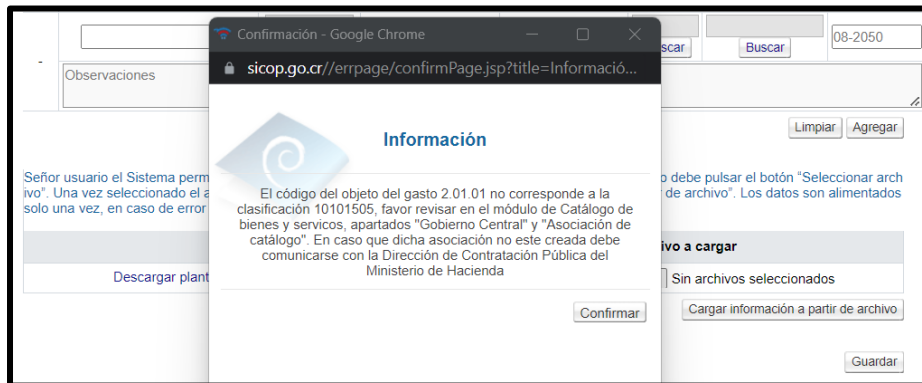 Confirmación - Google Chrome
scar
Buscar
08-2050
-
Observaciones
sicop.go.cr//errpage/confirmPage.jsp?title=Informació...
Limpiar
Agregar
Información
Señor usuario el Sistema perm
o debe pulsar el botón “Seleccionar arch
ivo”. Una vez seleccionado el a
r de archivo”. Los datos son alimentados
solo una vez, en caso de error
El código del objeto del gasto 2.01.01 no corresponde a la
clasificación 10101505, favor revisar en el módulo de Catálogo de
bienes y servicos, apartados "Gobierno Central" y "Asociación de
catálogo". En caso que dicha asociación no este creada debe
comunicarse con la Dirección de Contratación Pública del
Ministerio de Hacienda
ivo a cargar
Descargar plant
Sin archivos seleccionados
Confirmar
Cargar información a partir de archivo
Guardar